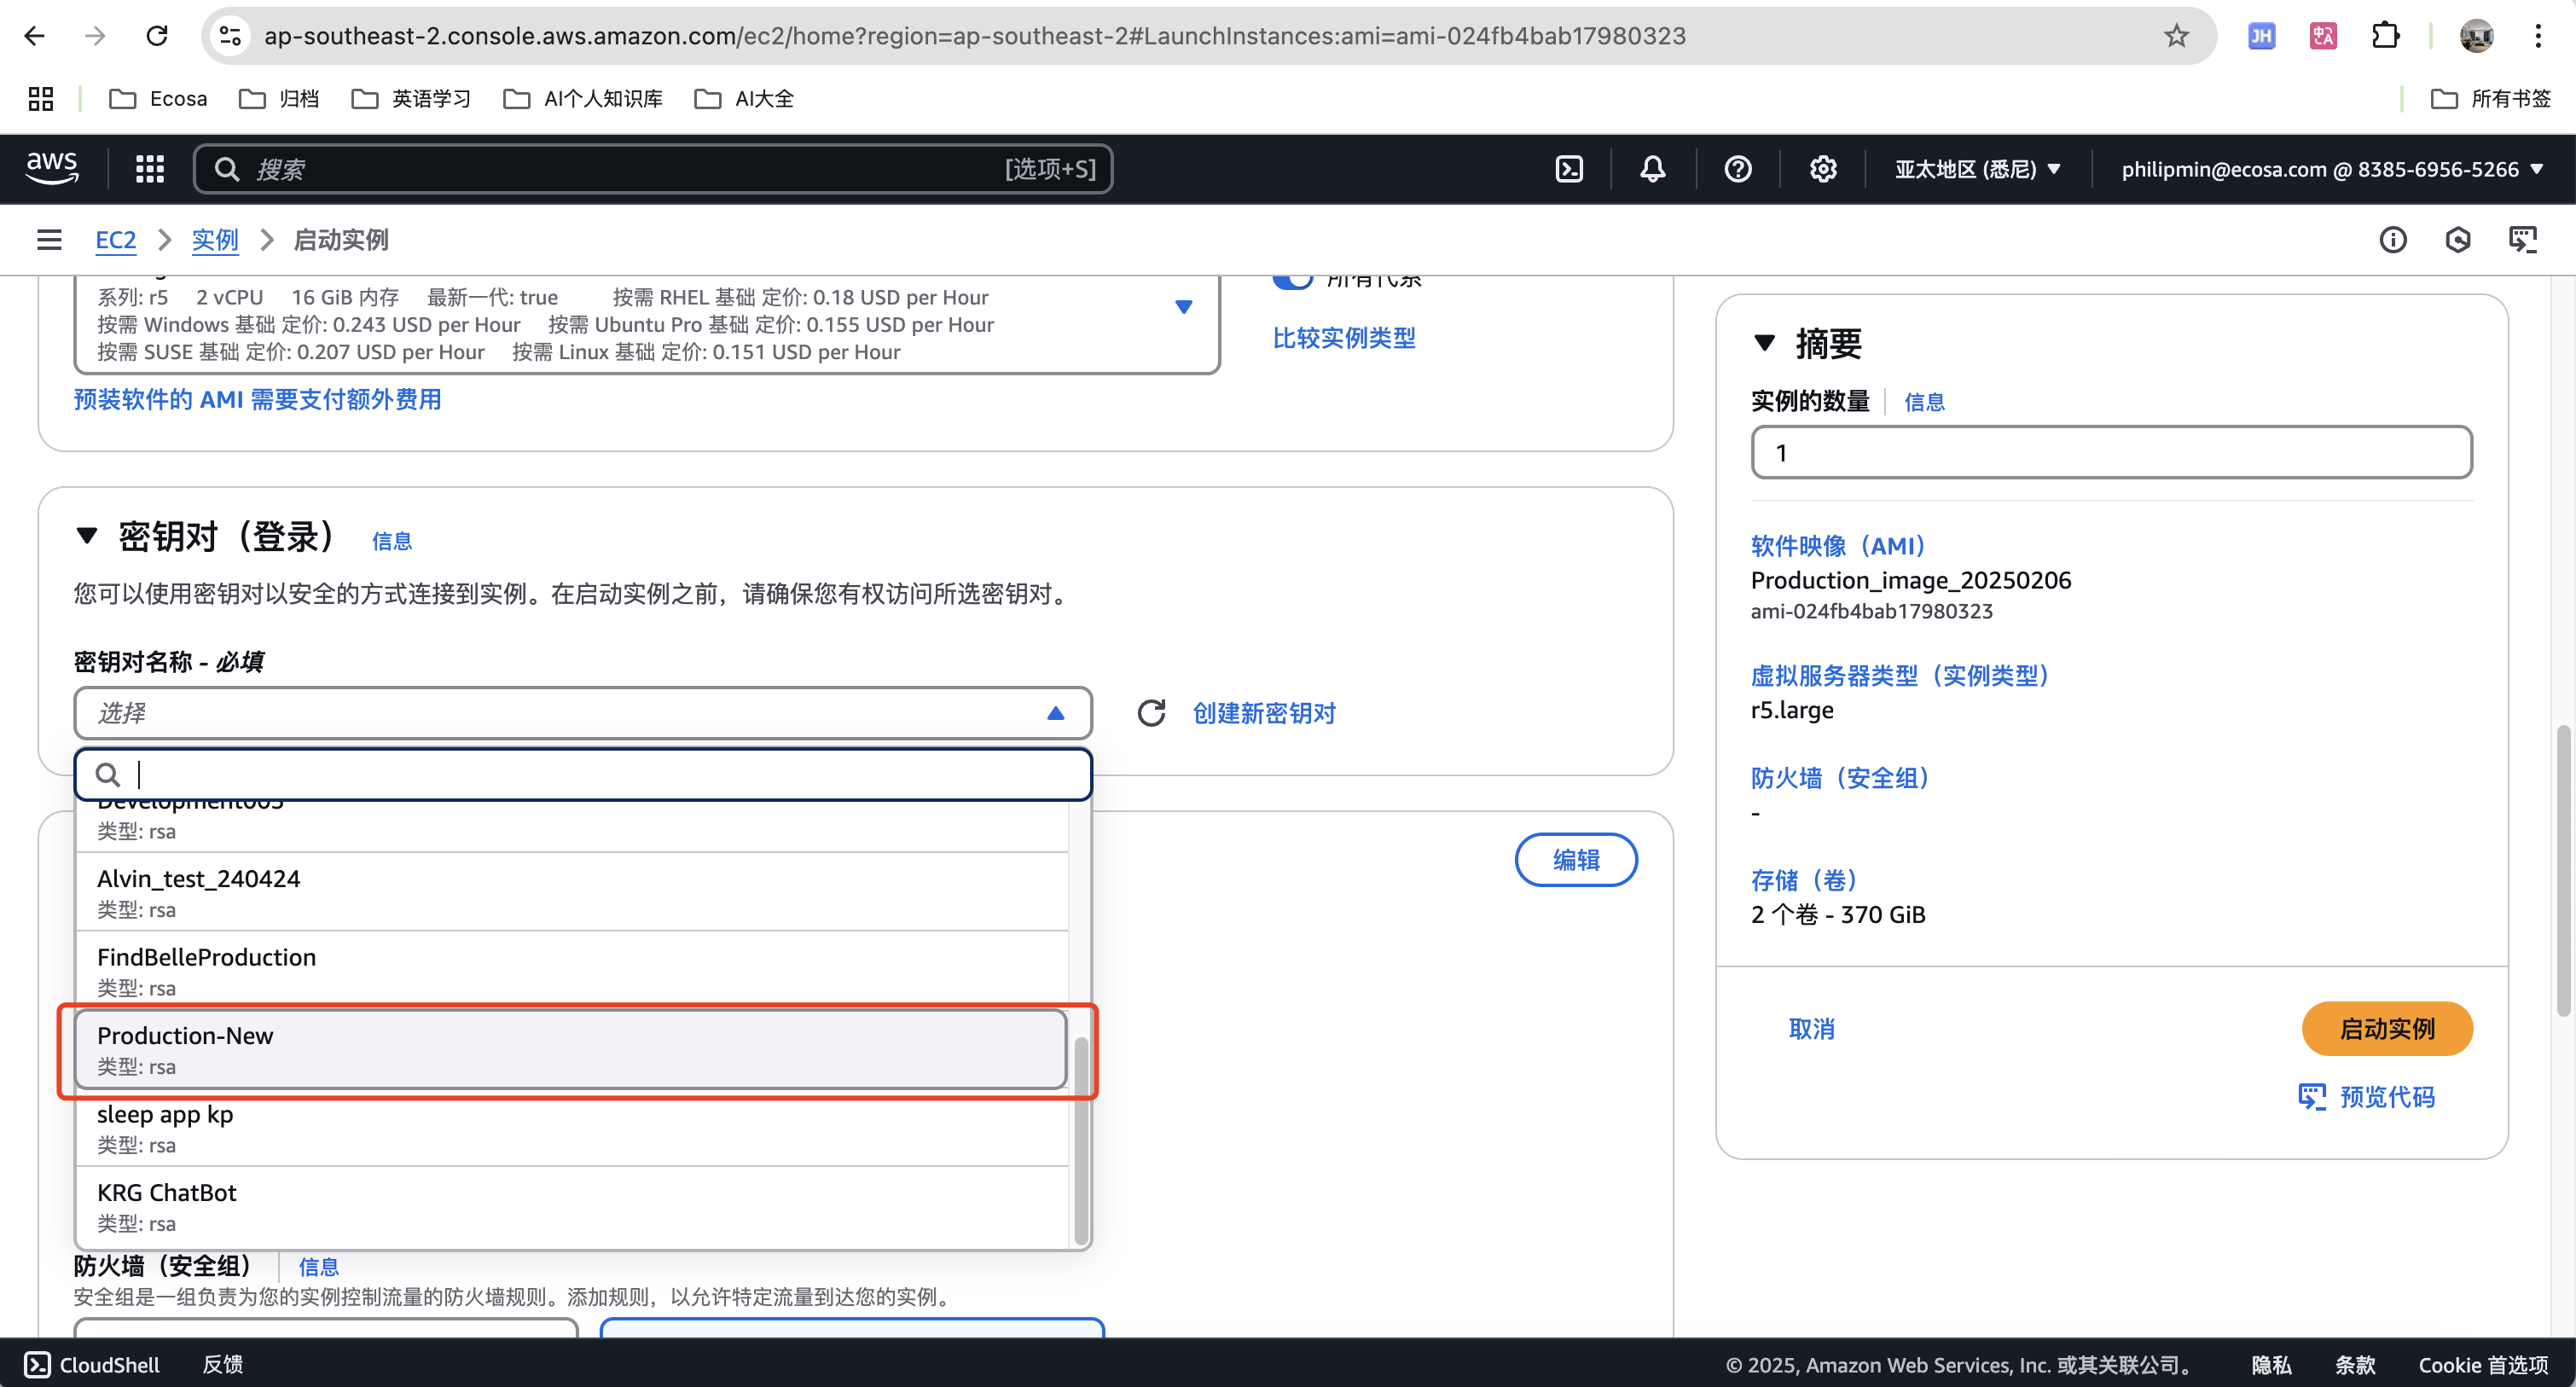 ap-southeast-2.console.aws.amazon.com/ec2/home?region=ap-southeast-2#LaunchInstances:ami=ami-024fb4bab17980323
JH
中A
Ecosa
归档
英语学习
AI个人知识库
AI大全
所有书签
aws
搜索
[选项+S]
亚太地区 (悉尼)
philipmin@ecosa.com @ 8385-6956-5266
EC2
实例
启动实例
系列: r5 2 vCPU 16 GiB 内存 最新一代: true 按需 RHEL 基础 定价: 0.18 USD per Hour
按需 Windows 基础 定价: 0.243 USD per Hour 按需 Ubuntu Pro 基础 定价: 0.155 USD per Hour
按需 SUSE 基础 定价: 0.207 USD per Hour 按需 Linux 基础 定价: 0.151 USD per Hour
所有代系
比较实例类型
预装软件的 AMI 需要支付额外费用
密钥对（登录） 信息
您可以使用密钥对以安全的方式连接到实例。在启动实例之前，请确保您有权访问所选密钥对。
密钥对名称 - 必填
选择
创建新密钥对
Development003
类型: rsa
Alvin_test_240424
类型: rsa
FindBelleProduction
类型: rsa
Production-New
类型: rsa
sleep app kp
类型: rsa
KRG ChatBot
类型: rsa
编辑
防火墙（安全组） 信息
安全组是一组负责为您的实例控制流量的防火墙规则。添加规则，以允许特定流量到达您的实例。
摘要
实例的数量 信息
1
软件映像（AMI）
Production_image_20250206
ami-024fb4bab17980323
虚拟服务器类型（实例类型）
r5.large
防火墙（安全组）
-
存储（卷）
2 个卷 - 370 GiB
取消
启动实例
预览代码
CloudShell
反馈
© 2025, Amazon Web Services, Inc. 或其关联公司。
隐私
条款
Cookie 首选项